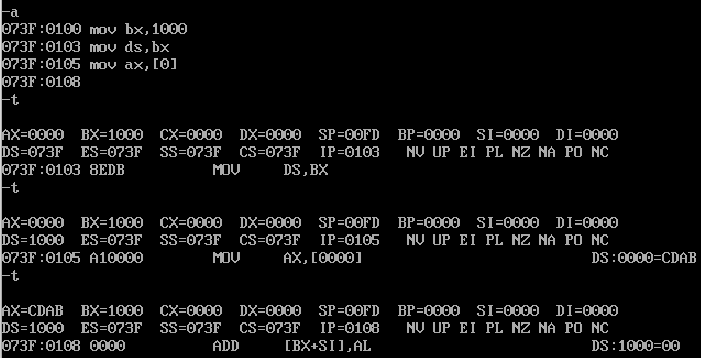 -a
073F:0100 mov bx,1000
073F:0103 mov ds,bx
073F:0105 mov ax,[0]
073F:0108
-t
AX=0000 BX=1000 CX=0000 DX=0000 SP=00FD BP=0000 SI=0000 DI=0000
DS=073F ES=073F SS=073F CS=073F IP=0103 NV UP EI PL NZ NA PO NC
073F:0103 8EDB MOV DS,BX
-t
AX=0000 BX=1000 CX=0000 DX=0000 SP=00FD BP=0000 SI=0000 DI=0000
DS=1000 ES=073F SS=073F CS=073F IP=0105 NV UP EI PL NZ NA PO NC
073F:0105 A10000 MOV AX,[0000] DS:0000=CDAB
-t
AX=CDAB BX=1000 CX=0000 DX=0000 SP=00FD BP=0000 SI=0000 DI=0000
DS=1000 ES=073F SS=073F CS=073F IP=0108 NV UP EI PL NZ NA PO NC
073F:0108 0000 ADD [BX+SI],AL DS:1000=00